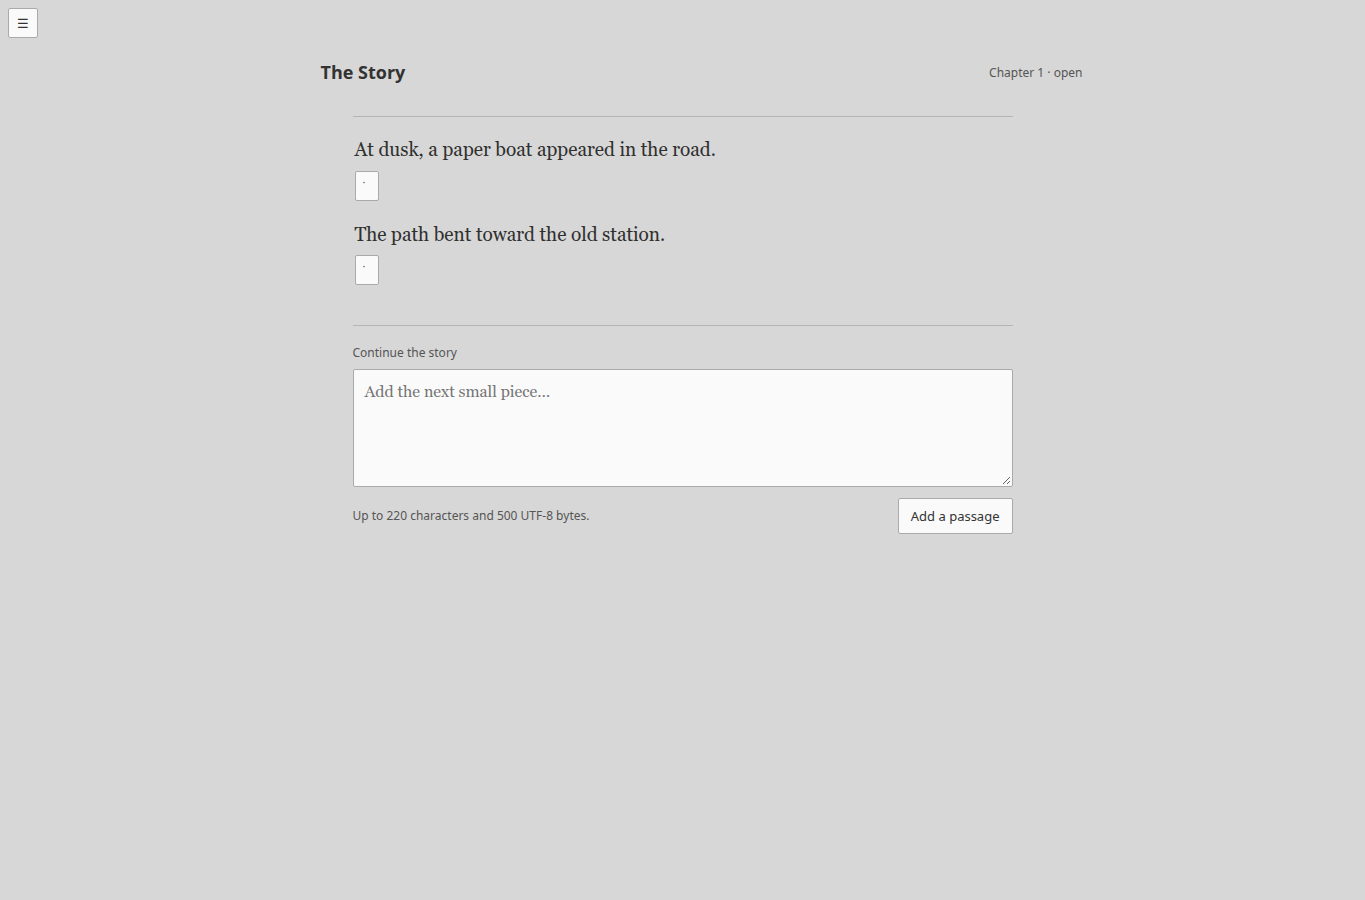 ☰
The Story
Chapter 1 · open
At dusk, a paper boat appeared in the road.
·
The path bent toward the old station.
·
Continue the story
Add the next small piece...
Up to 220 characters and 500 UTF-8 bytes.
Add a passage